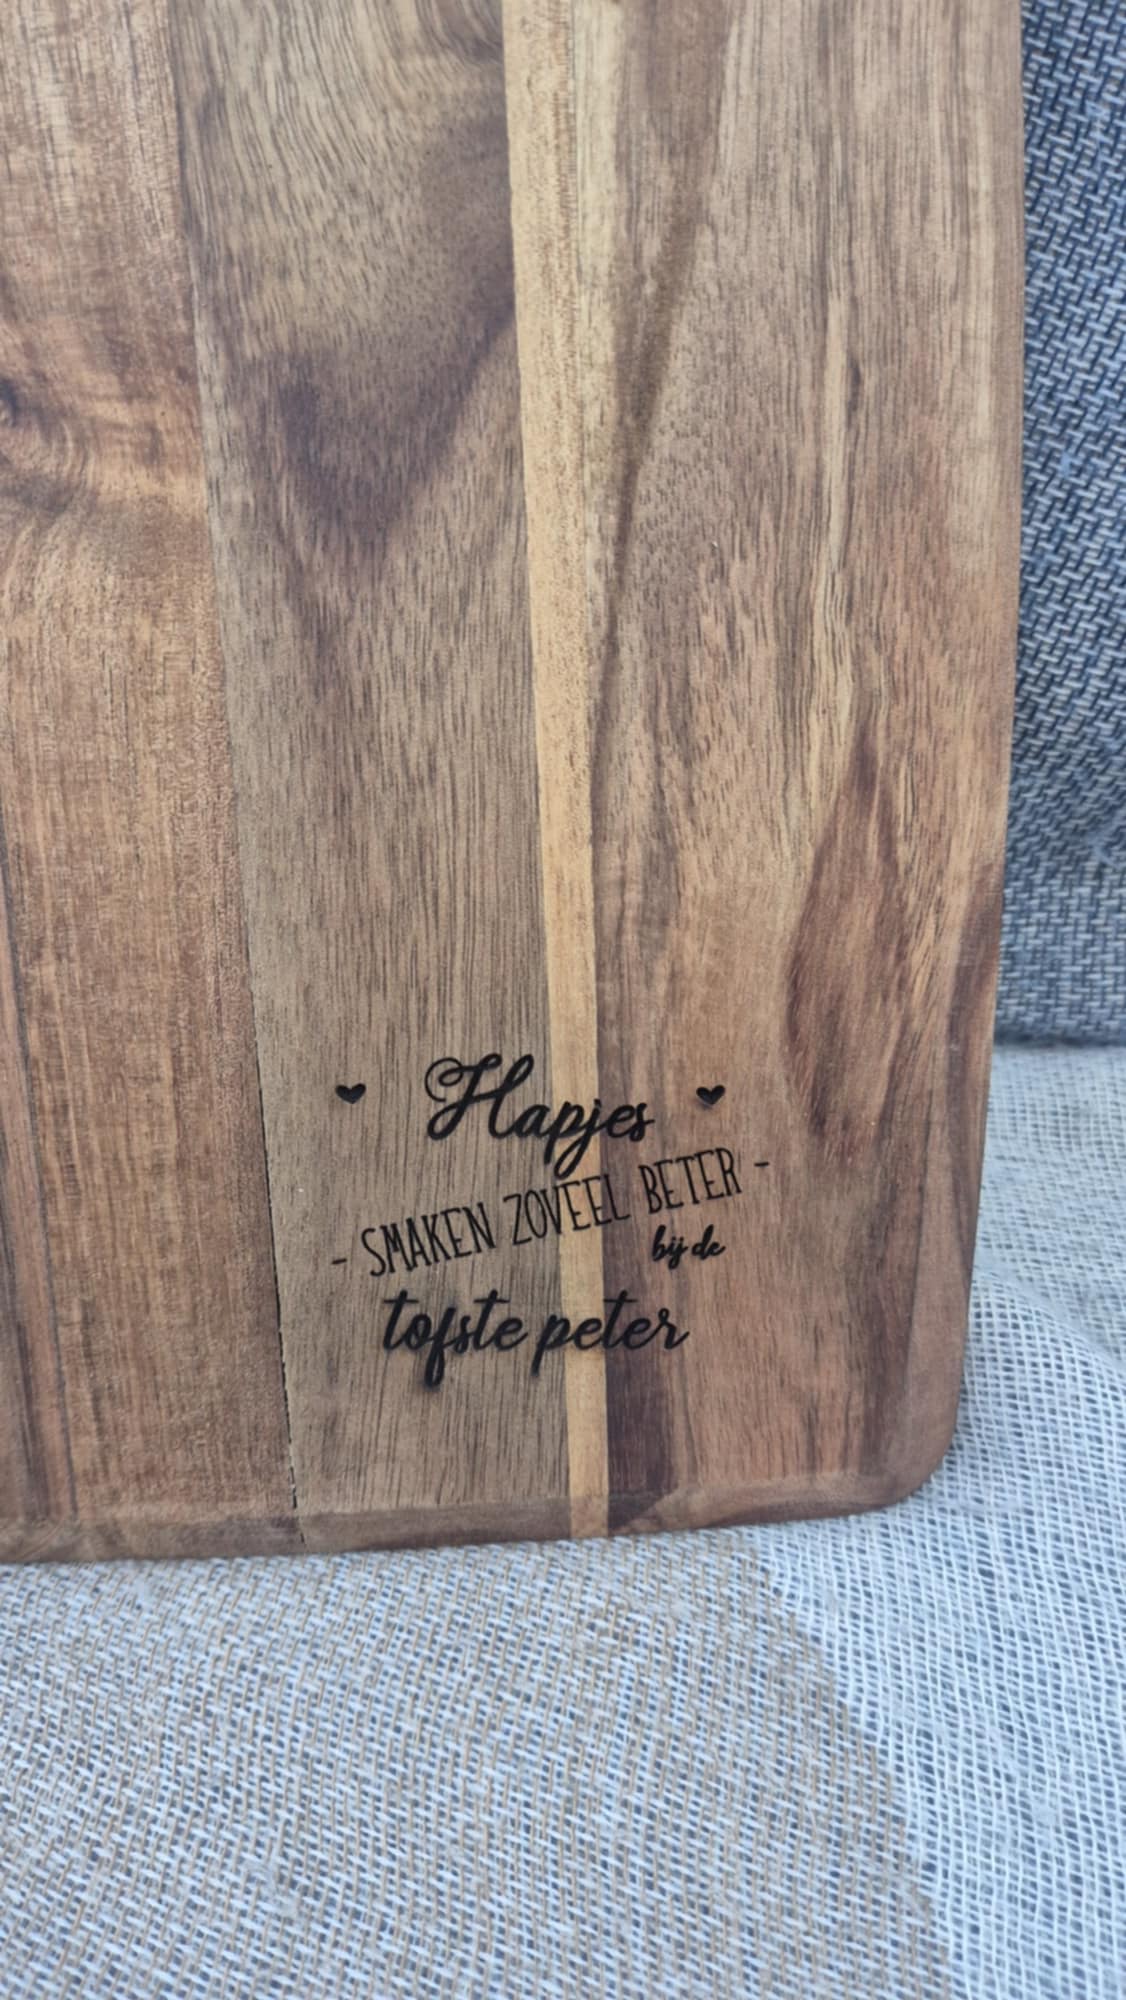 Hapjes
- SMAKEN ZOVEEL BETER -
bij de
tofste peter